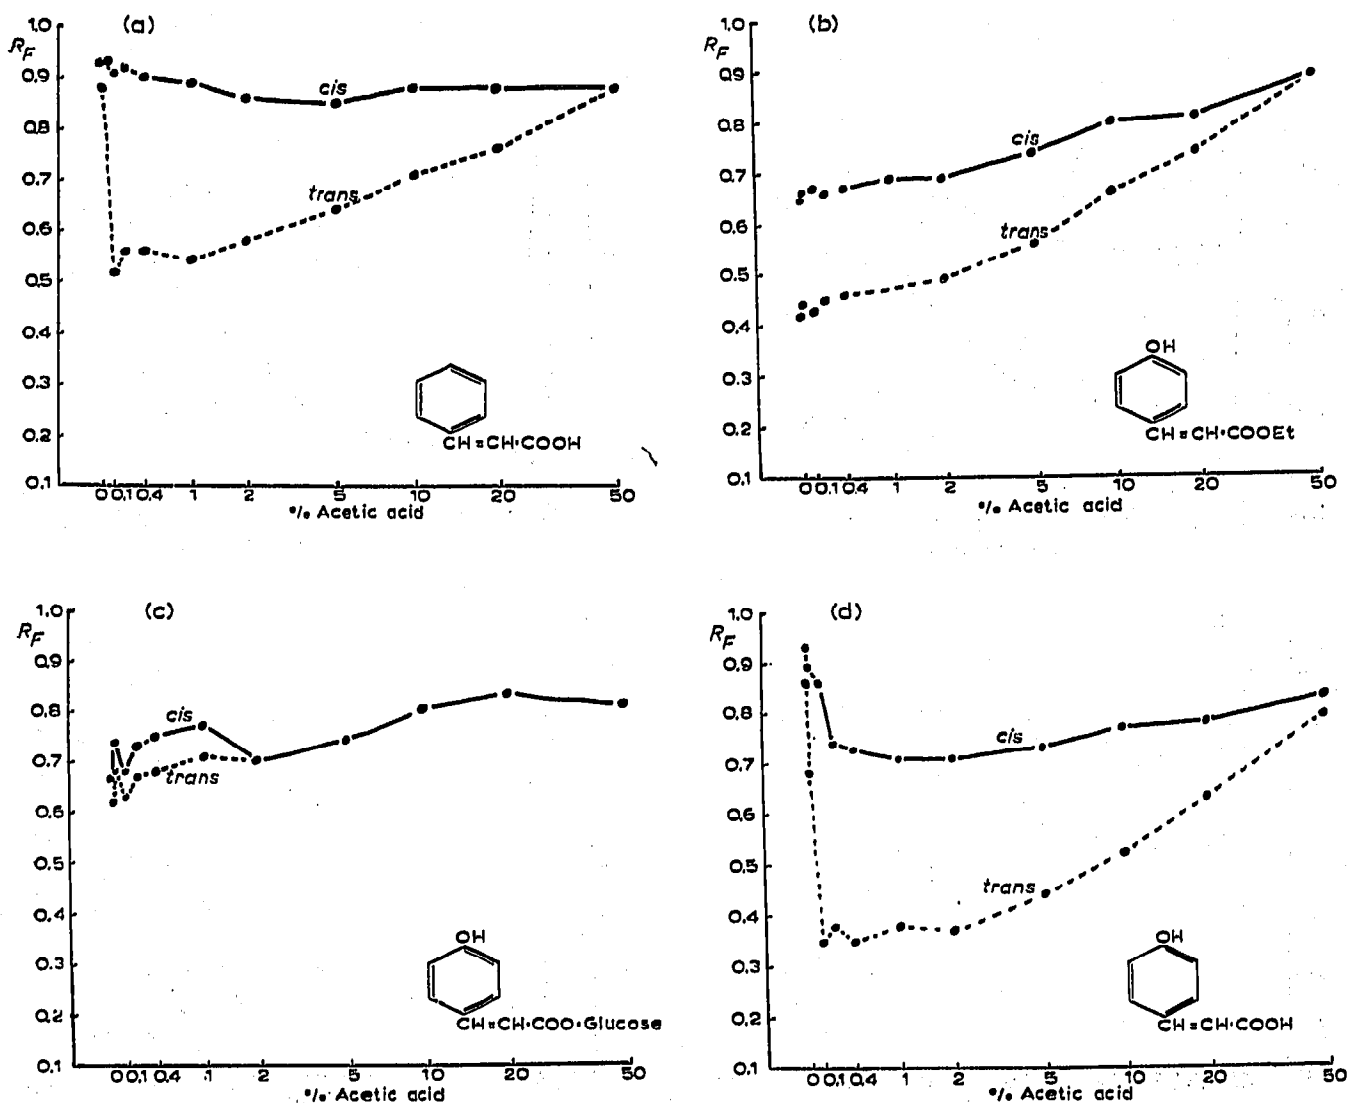 (a)
1.0
R_F
0.9
0.8
0.7
0.6
0.5
0.4
0.3
0.2
0.1
cis
trans
CH=CH·COOH
0 0.1 0.4 1 2 5 10 20 50
% Acetic acid
(b)
1.0
R_F
0.9
0.8
0.7
0.6
0.5
0.4
0.3
0.2
0.1
cis
trans
OH
CH=CH·COOEt
0 0.1 0.4 1 2 5 10 20 50
% Acetic acid
(c)
1.0
R_F
0.9
0.8
0.7
0.6
0.5
0.4
0.3
0.2
0.1
cis
trans
OH
CH=CH·COO·Glucose
0 0.1 0.4 1 2 5 10 20 50
% Acetic acid
(d)
1.0
R_F
0.9
0.8
0.7
0.6
0.5
0.4
0.3
0.2
0.1
cis
trans
OH
CH=CH·COOH
0 0.1 0.4 1 2 5 10 20 50
% Acetic acid